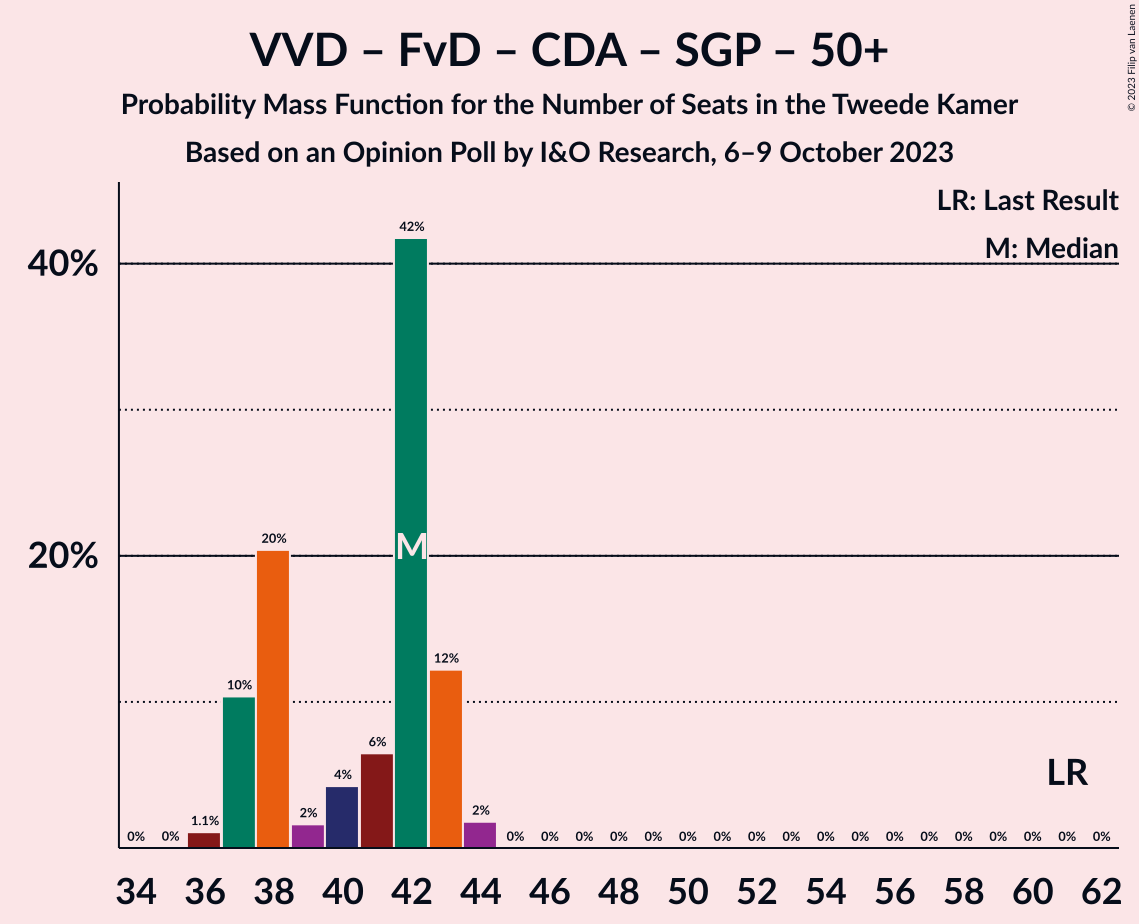 VVD – FvD – CDA – SGP – 50+
Probability Mass Function for the Number of Seats in the Tweede Kamer
Based on an Opinion Poll by I&O Research, 6–9 October 2023
© 2023 Filip van Laenen
LR: Last Result
M: Median
40%
20%
0% 0% 1.1% 10% 20% 2% 4% 6% 42% 12% 2% 0% 0% 0% 0% 0% 0% 0% 0% 0% 0% 0% 0% 0% 0% 0% 0% 0% 0%
M
LR
34 36 38 40 42 44 46 48 50 52 54 56 58 60 62